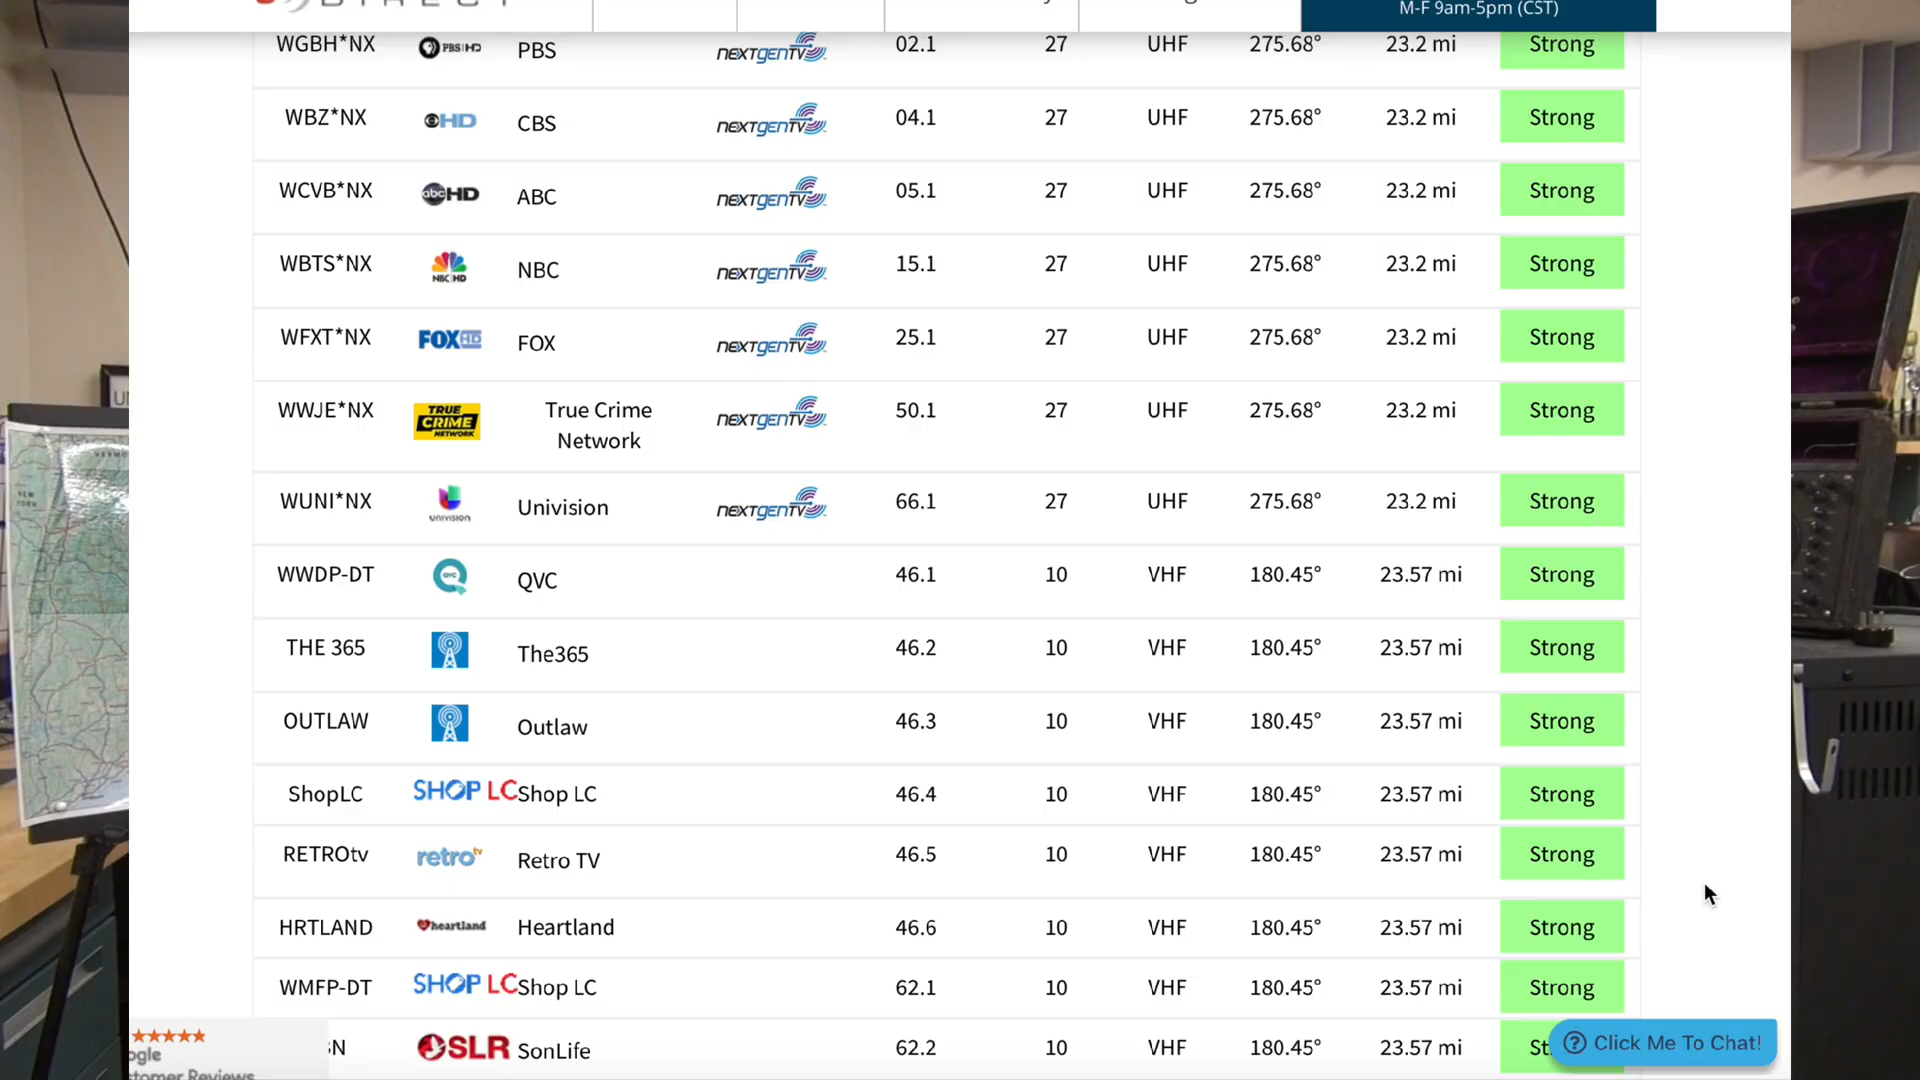 DIRECT
M-F 9am-5pm (CST)
WGBH*NX PBS HD PBS NEXTGENTV 02.1 27 UHF 275.68° 23.2 mi Strong
WBZ*NX HD CBS NEXTGENTV 04.1 27 UHF 275.68° 23.2 mi Strong
WCVB*NX abc HD ABC NEXTGENTV 05.1 27 UHF 275.68° 23.2 mi Strong
WBTS*NX NBC HD NBC NEXTGENTV 15.1 27 UHF 275.68° 23.2 mi Strong
WFXT*NX FOX HD FOX NEXTGENTV 25.1 27 UHF 275.68° 23.2 mi Strong
WWJE*NX TRUE CRIME NETWORK True Crime Network NEXTGENTV 50.1 27 UHF 275.68° 23.2 mi Strong
WUNI*NX UNIVISION Univision NEXTGENTV 66.1 27 UHF 275.68° 23.2 mi Strong
WWDP-DT QVC QVC 46.1 10 VHF 180.45° 23.57 mi Strong
THE 365 The365 46.2 10 VHF 180.45° 23.57 mi Strong
OUTLAW Outlaw 46.3 10 VHF 180.45° 23.57 mi Strong
ShopLC SHOP LC Shop LC 46.4 10 VHF 180.45° 23.57 mi Strong
RETROtv retro tv Retro TV 46.5 10 VHF 180.45° 23.57 mi Strong
HRTLAND heartland Heartland 46.6 10 VHF 180.45° 23.57 mi Strong
WMFP-DT SHOP LC Shop LC 62.1 10 VHF 180.45° 23.57 mi Strong
N SLR SonLife 62.2 10 VHF 180.45° 23.57 mi St
Click Me To Chat!
ogle
stomer Reviews
VERMO
NEW
YORK
UN